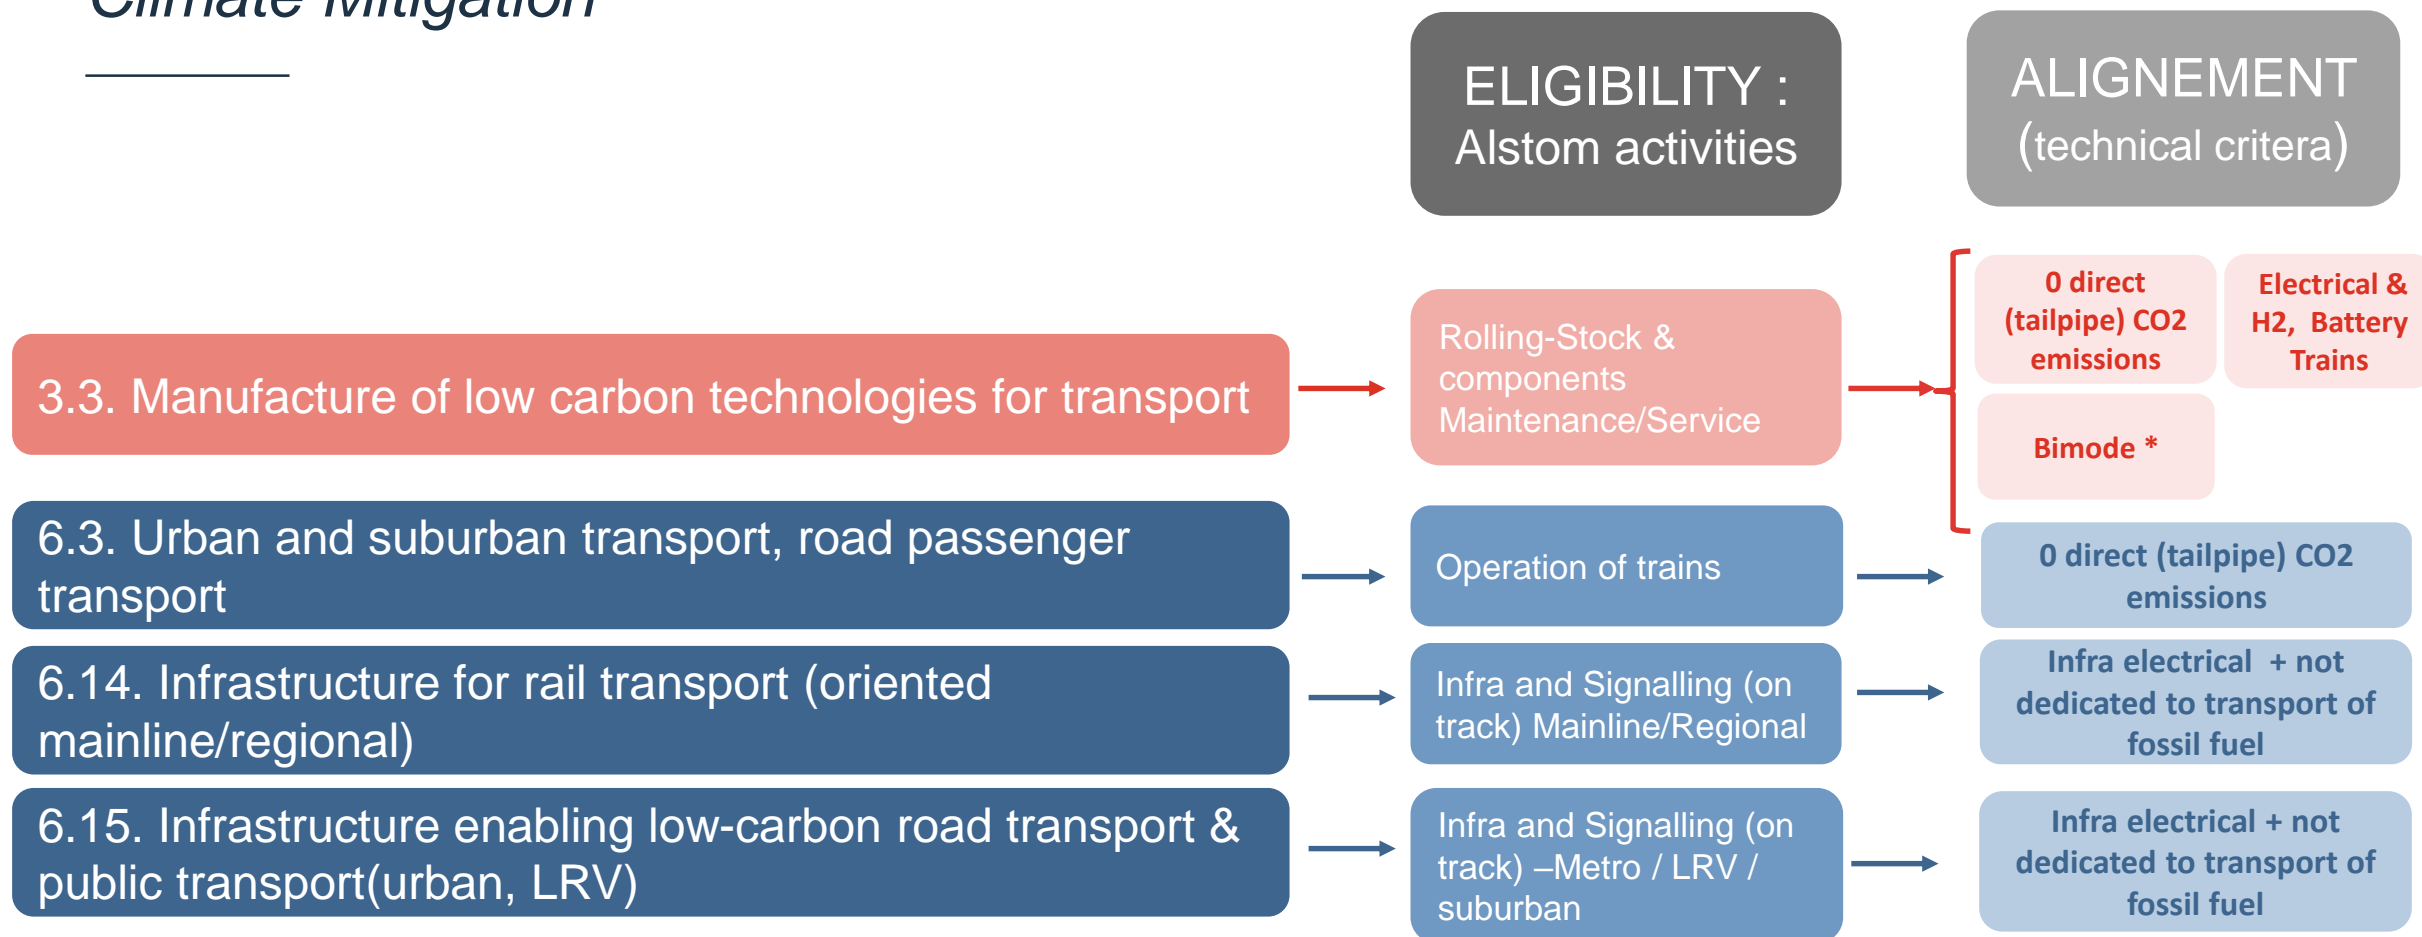 Climate Mitigation
ELIGIBILITY :
Alstom activities
ALIGNEMENT
(technical critera)
3.3. Manufacture of low carbon technologies for transport
Rolling-Stock &
components
Maintenance/Service
0 direct
(tailpipe) CO2
emissions
Electrical &
H2, Battery
Trains
Bimode *
6.3. Urban and suburban transport, road passenger
transport
Operation of trains
0 direct (tailpipe) CO2
emissions
6.14. Infrastructure for rail transport (oriented
mainline/regional)
Infra and Signalling (on
track) Mainline/Regional
Infra electrical + not
dedicated to transport of
fossil fuel
6.15. Infrastructure enabling low-carbon road transport &
public transport(urban, LRV)
Infra and Signalling (on
track) –Metro / LRV /
suburban
Infra electrical + not
dedicated to transport of
fossil fuel